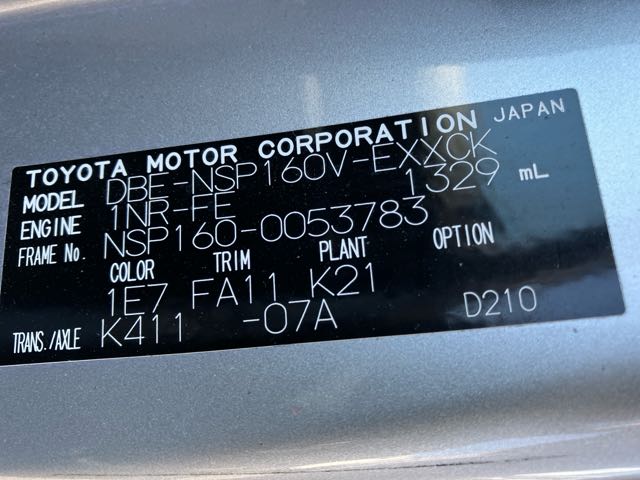 TOYOTA MOTOR CORPORATION JAPAN
MODEL DBE-NSP160V-EXXCK
ENGINE 1NR-FE 1329 mL
FRAME No. NSP160-0053783
COLOR TRIM PLANT OPTION
1E7 FA11 K21
TRANS./AXLE K411 -07A D210